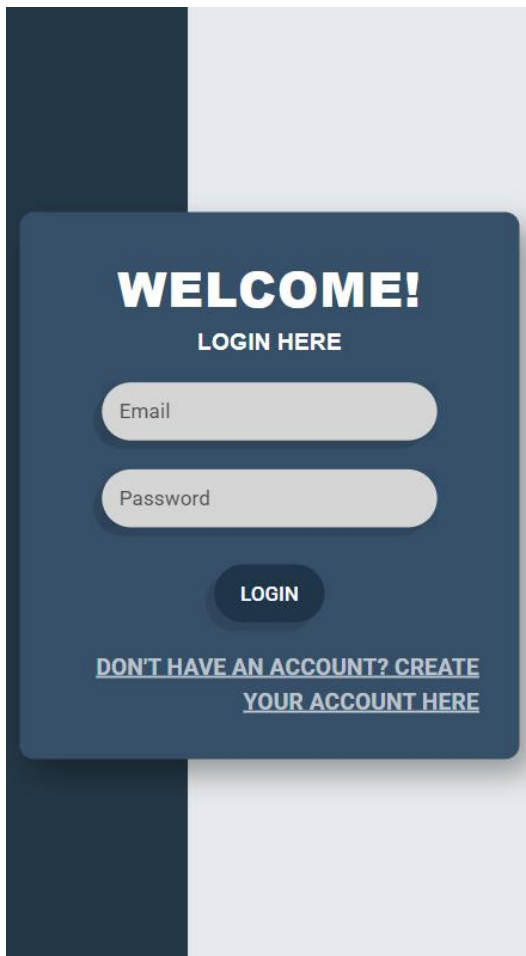 WELCOME!
LOGIN HERE
Email
Password
LOGIN
DON'T HAVE AN ACCOUNT? CREATE
YOUR ACCOUNT HERE